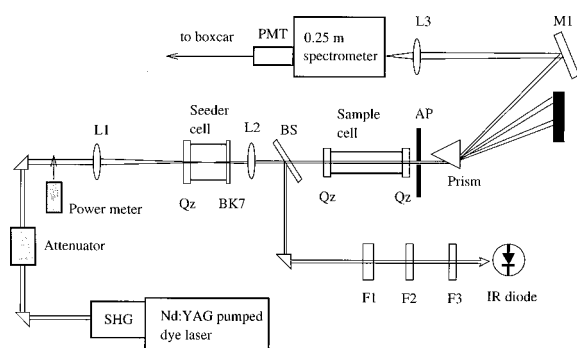 to boxcar
PMT
0.25 m
spectrometer
L3
M1
L1
Seeder
cell
L2
BS
Sample
cell
AP
Prism
Power meter
Qz
BK7
Qz
Qz
Attenuator
F1
F2
F3
IR diode
SHG
Nd:YAG pumped
dye laser